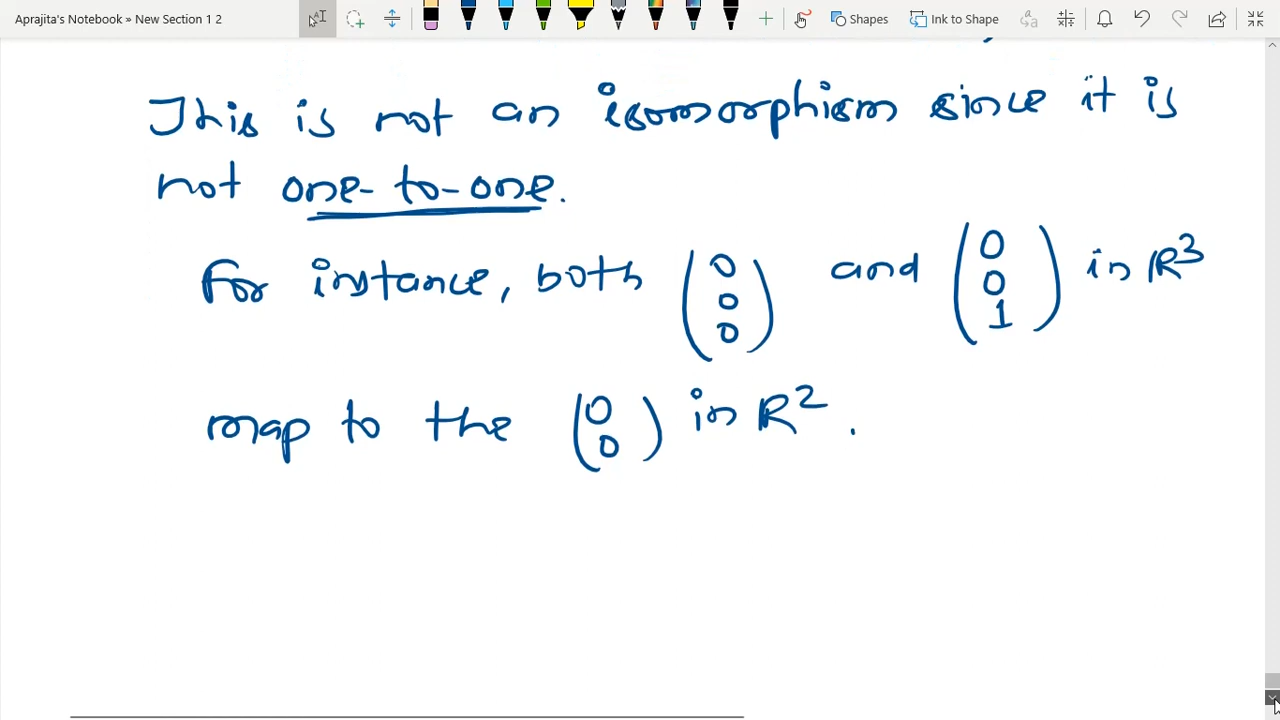 Aprajita's Notebook » New Section 1 2
Shapes
Ink to Shape
This is not an isomorphism since it is
not one-to-one.
For instance, both (0 0 0) and (0 0 1) in R³
map to the (0 0) in R².